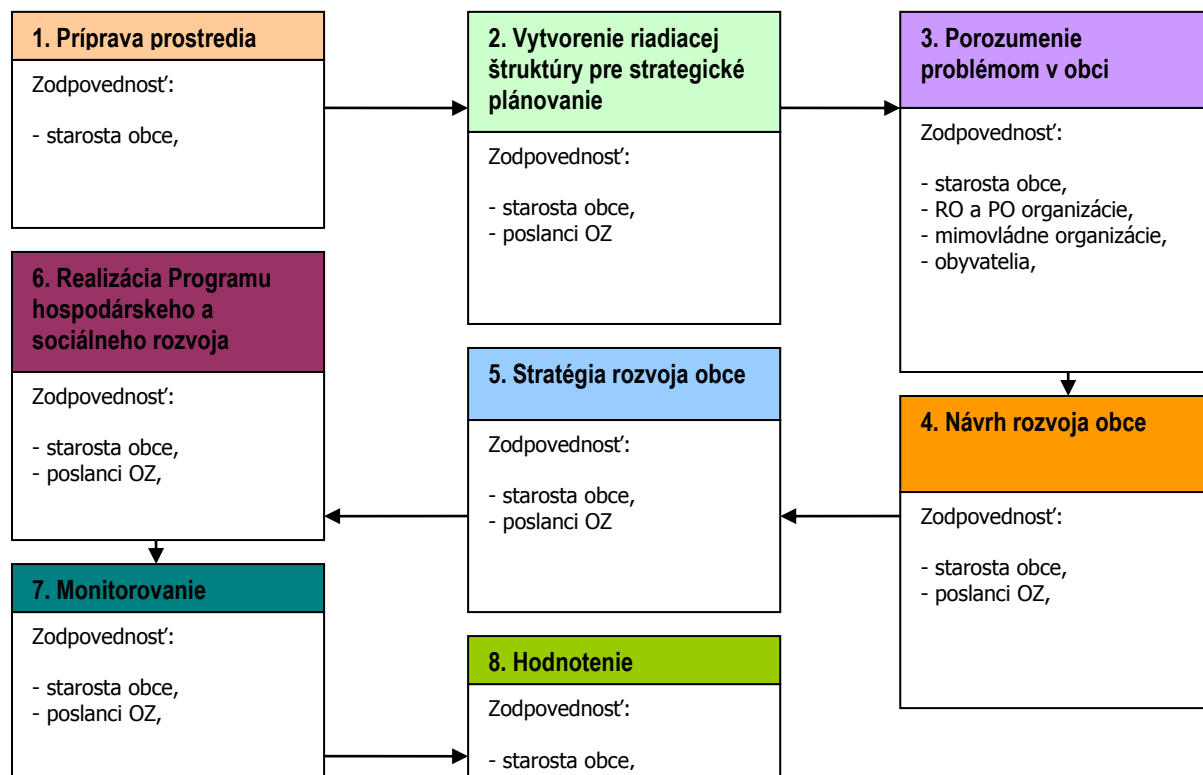 1. Príprava prostredia
Zodpovednosť:
- starosta obce,
2. Vytvorenie riadiacej
štruktúry pre strategické
plánovanie
Zodpovednosť:
- starosta obce,
- poslanci OZ
3. Porozumenie
problémom v obci
Zodpovednosť:
- starosta obce,
- RO a PO organizácie,
- mimovládne organizácie,
- obyvatelia,
4. Návrh rozvoja obce
Zodpovednosť:
- starosta obce,
- poslanci OZ,
5. Stratégia rozvoja obce
Zodpovednosť:
- starosta obce,
- poslanci OZ
6. Realizácia Programu
hospodárskeho a
sociálneho rozvoja
Zodpovednosť:
- starosta obce,
- poslanci OZ,
7. Monitorovanie
Zodpovednosť:
- starosta obce,
- poslanci OZ,
8. Hodnotenie
Zodpovednosť:
- starosta obce,